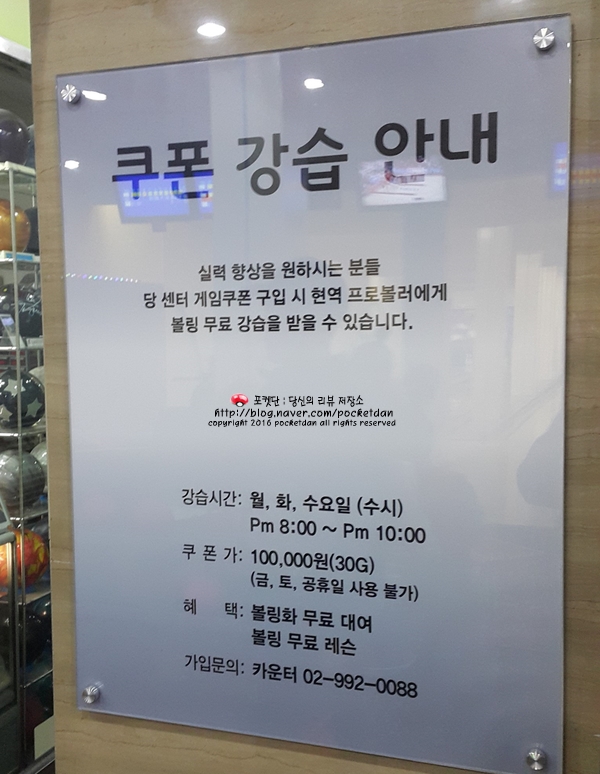 쿠폰 강습 안내
실력 향상을 원하시는 분들
당 센터 게임쿠폰 구입 시 현역 프로볼러에게
볼링 무료 강습을 받을 수 있습니다.
포켓단 : 당신의 리뷰 저장소
http://blog.naver.com/pocketdan
copyright 2016 pocketdan all rights reserved
강습시간: 월, 화, 수요일 (수시)
Pm 8:00 ~ Pm 10:00
쿠 폰 가: 100,000원(30G)
(금, 토, 공휴일 사용 불가)
혜 택: 볼링화 무료 대여
볼링 무료 레슨
가입문의: 카운터 02-992-0088